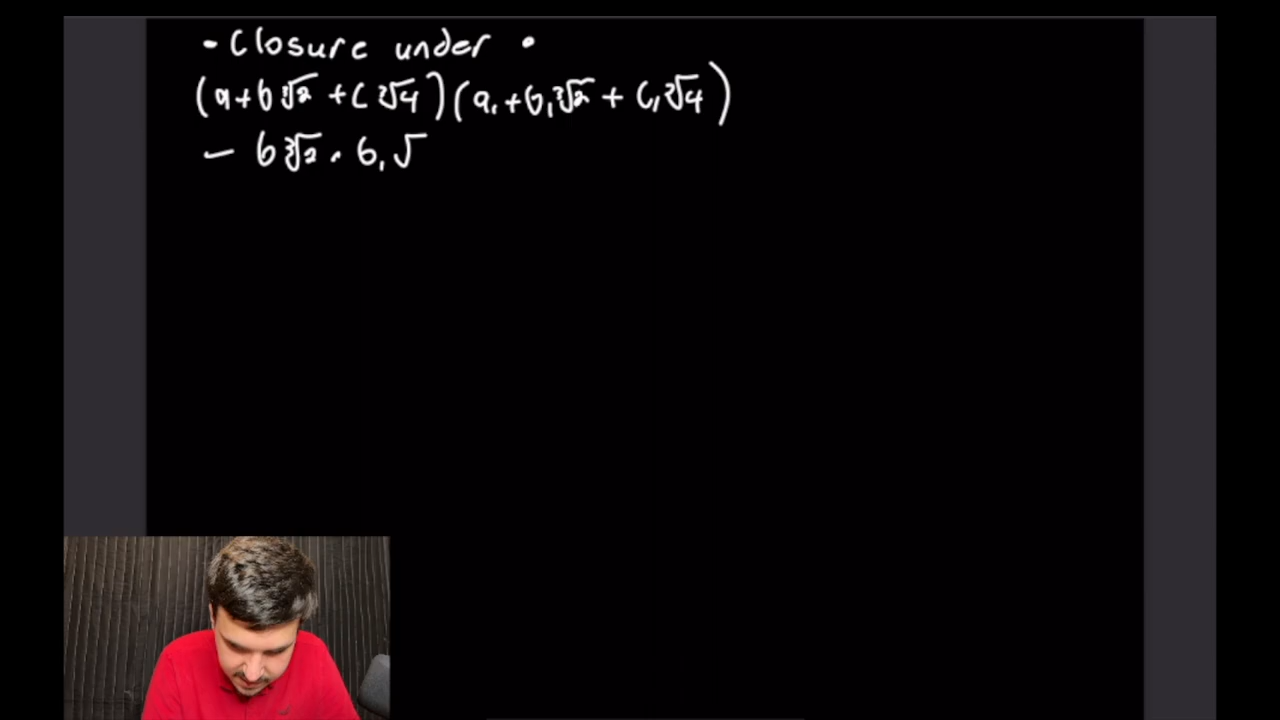 - Closure under •
(a+b∛2 + c∛4)(a₁+b₁∛2 + c₁∛4)
- b∛2 · b₁√